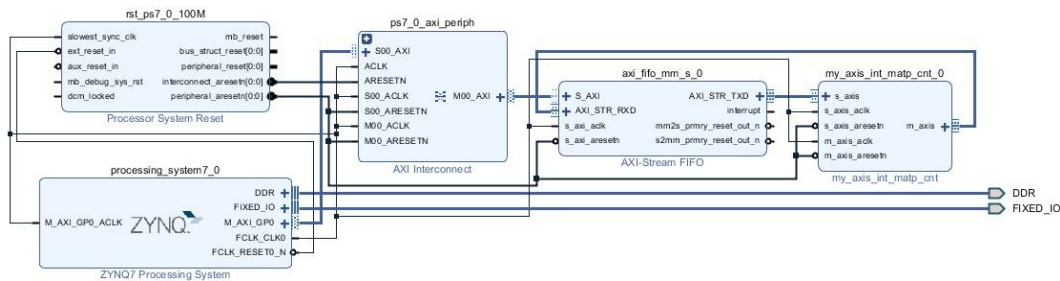 rst_ps7_0_100M
slowest_sync_clk
mb_reset
ext_reset_in
bus_struct_reset[0:0]
aux_reset_in
peripheral_reset[0:0]
mb_debug_sys_rst
interconnect_aresetn[0:0]
dcm_locked
peripheral_aresetn[0:0]
Processor System Reset
ps7_0_axi_periph
S00_AXI
ACLK
ARESETN
S00_ACLK
M00_AXI
S00_ARESETN
M00_ACLK
M00_ARESETN
AXI Interconnect
axi_fifo_mm_s_0
S_AXI
AXI_STR_TXD
AXI_STR_RXD
interrupt
s_axi_aclk
mm2s_prmry_reset_out_n
s_axi_aresetn
s2mm_prmry_reset_out_n
AXI-Stream FIFO
my_axis_int_matp_cnt_0
s_axis
s_axis_aclk
s_axis_aresetn
m_axis
m_axis_aclk
m_axis_aresetn
my_axis_int_matp_cnt
processing_system7_0
DDR
FIXED_IO
M_AXI_GP0_ACLK
ZYNQ
M_AXI_GP0
FCLK_CLK0
FCLK_RESET0_N
ZYNQ7 Processing System
DDR
FIXED_IO